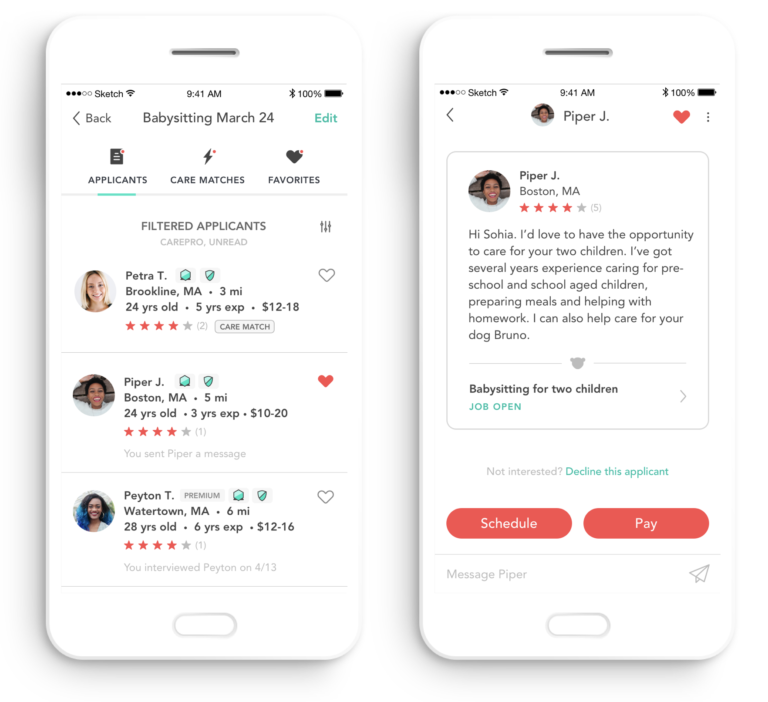 Sketch 9:41 AM 100%
Back Babysitting March 24 Edit
APPLICANTS CARE MATCHES FAVORITES
FILTERED APPLICANTS
CAREPRO, UNREAD
Petra T.
Brookline, MA • 3 mi
24 yrs old • 5 yrs exp • $12-18
(2) CARE MATCH
Piper J.
Boston, MA • 5 mi
24 yrs old • 3 yrs exp • $10-20
(1)
You sent Piper a message
Peyton T. PREMIUM
Watertown, MA • 6 mi
28 yrs old • 6 yrs exp • $12-16
(1)
You interviewed Peyton on 4/13
Sketch 9:41 AM 100%
Piper J.
Piper J.
Boston, MA
(5)
Hi Sohia. I'd love to have the opportunity
to care for your two children. I've got
several years experience caring for pre-
school and school aged children,
preparing meals and helping with
homework. I can also help care for your
dog Bruno.
Babysitting for two children
JOB OPEN
Not interested? Decline this applicant
Schedule Pay
Message Piper